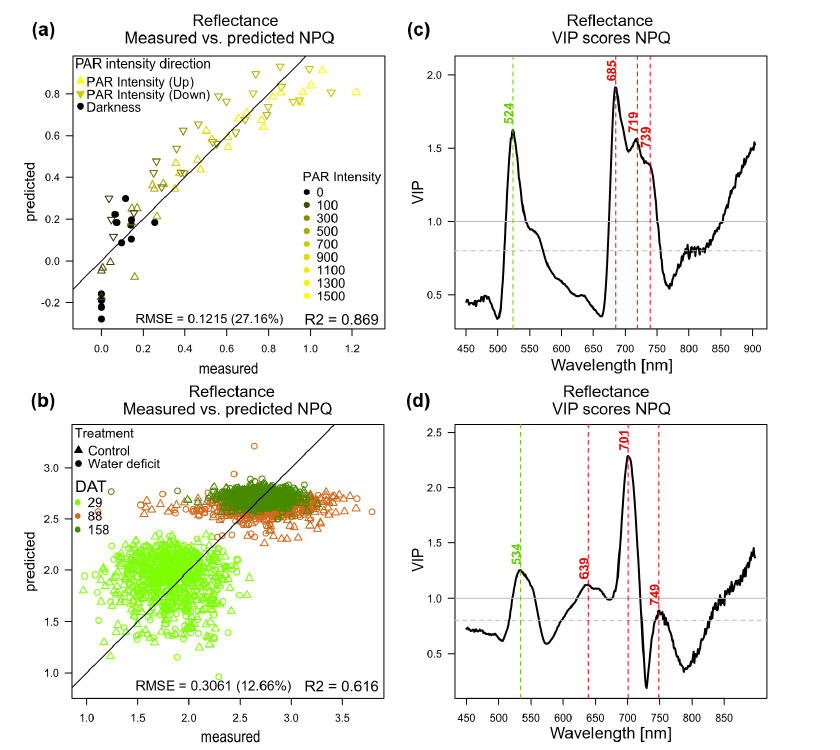 (a)
Reflectance
Measured vs. predicted NPQ
PAR intensity direction
PAR Intensity (Up)
PAR Intensity (Down)
Darkness
PAR Intensity
0
100
300
500
700
900
1100
1300
1500
RMSE = 0.1215 (27.16%) R2 = 0.869
predicted
0.8
0.6
0.4
0.2
0.0
-0.2
0.0 0.2 0.4 0.6 0.8 1.0 1.2
measured
(c)
Reflectance
VIP scores NPQ
524
685
719
739
VIP
2.0
1.5
1.0
0.5
450 500 550 600 650 700 750 800 850 900
Wavelength [nm]
(b)
Reflectance
Measured vs. predicted NPQ
Treatment
Control
Water deficit
DAT
29
88
158
RMSE = 0.3061 (12.66%) R2 = 0.616
predicted
3.0
2.5
2.0
1.5
1.0
1.0 1.5 2.0 2.5 3.0 3.5
measured
(d)
Reflectance
VIP scores NPQ
534
639
701
749
VIP
2.5
2.0
1.5
1.0
0.5
450 500 550 600 650 700 750 800 850
Wavelength [nm]